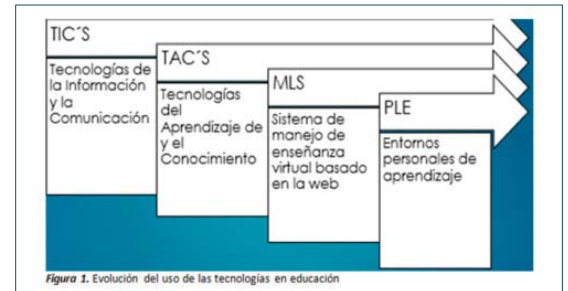 TIC´S
Tecnologías de
la Información
y la
Comunicación
TAC´S
Tecnologías
del
Aprendizaje de
y el
Conocimiento
MLS
Sistema de
manejo de
enseñanza
virtual basado
en la web
PLE
Entornos
personales de
aprendizaje
Figura 1. Evolución del uso de las tecnologías en educación